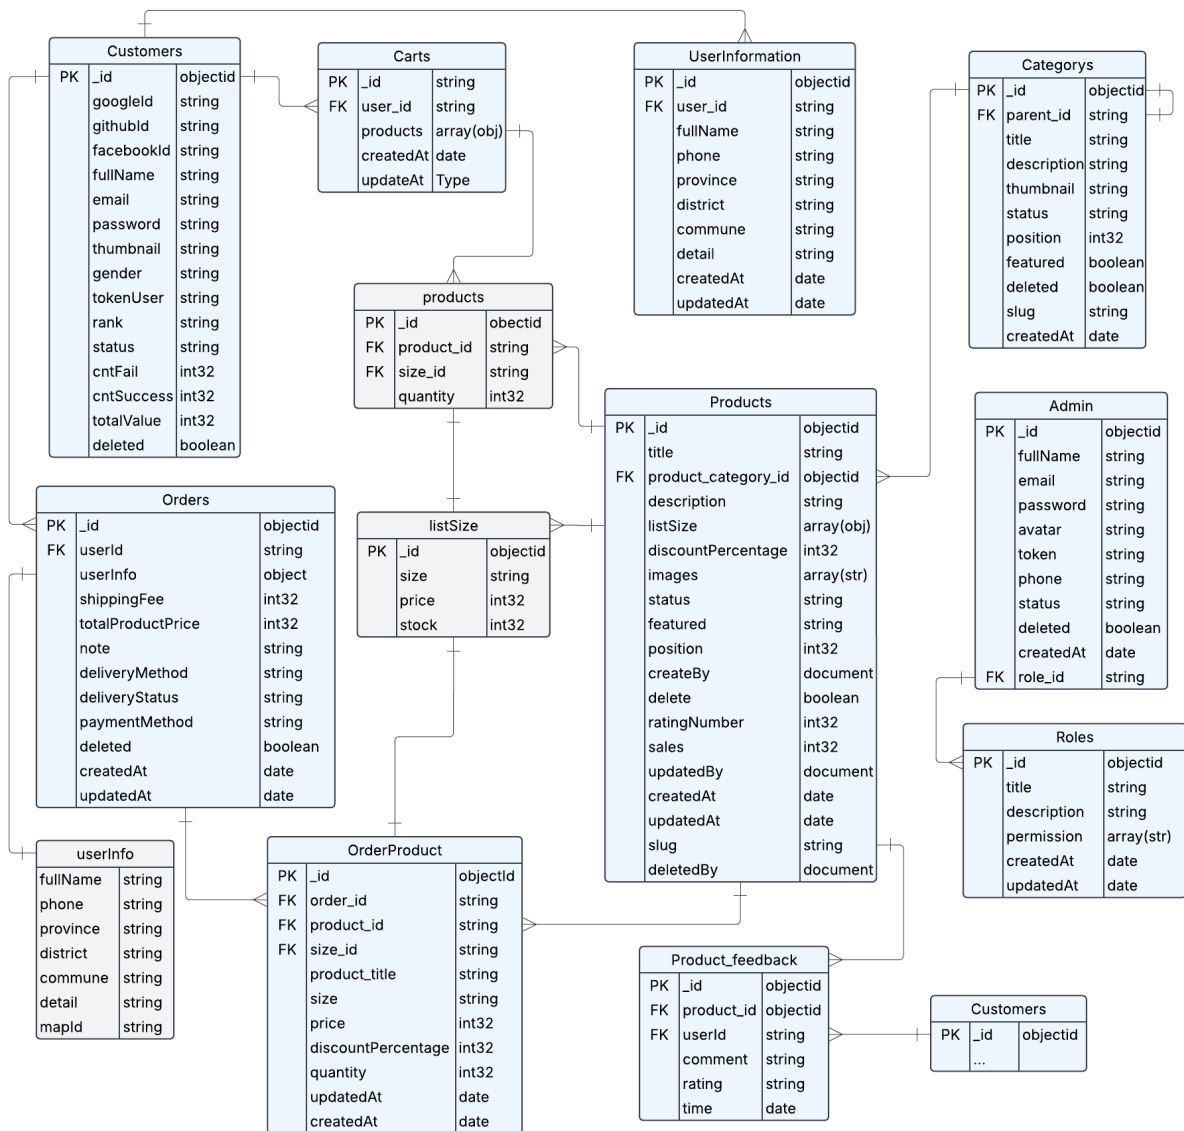 Customers
PK _id objectid
googleId string
githubId string
facebookId string
fullName string
email string
password string
thumbnail string
gender string
tokenUser string
rank string
status string
cntFail int32
cntSuccess int32
totalValue int32
deleted boolean
Carts
PK _id string
FK user_id string
products array(obj)
createdAt date
updateAt Type
UserInformation
PK _id objectid
FK user_id string
fullName string
phone string
province string
district string
commune string
detail string
createdAt date
updatedAt date
Categorys
PK _id objectid
FK parent_id string
title string
description string
thumbnail string
status string
position int32
featured boolean
deleted boolean
slug string
createdAt date
products
PK _id obectid
FK product_id string
FK size_id string
quantity int32
Products
PK _id objectid
title string
FK product_category_id objectid
description string
listSize array(obj)
discountPercentage int32
images array(str)
status string
featured string
position int32
createBy document
delete boolean
ratingNumber int32
sales int32
updatedBy document
createdAt date
updatedAt date
slug string
deletedBy document
Admin
PK _id objectid
fullName string
email string
password string
avatar string
token string
phone string
status string
deleted boolean
createdAt date
FK role_id string
Orders
PK _id objectid
FK userId string
userInfo object
shippingFee int32
totalProductPrice int32
note string
deliveryMethod string
deliveryStatus string
paymentMethod string
deleted boolean
createdAt date
updatedAt date
listSize
PK _id objectid
size string
price int32
stock int32
Roles
PK _id objectid
title string
description string
permission array(str)
createdAt date
updatedAt date
userInfo
fullName string
phone string
province string
district string
commune string
detail string
mapId string
OrderProduct
PK _id objectId
FK order_id string
FK product_id string
FK size_id string
product_title string
size string
price int32
discountPercentage int32
quantity int32
updatedAt date
createdAt date
Product_feedback
PK _id objectid
FK product_id objectid
FK userId string
comment string
rating string
time date
Customers
PK _id objectid
...